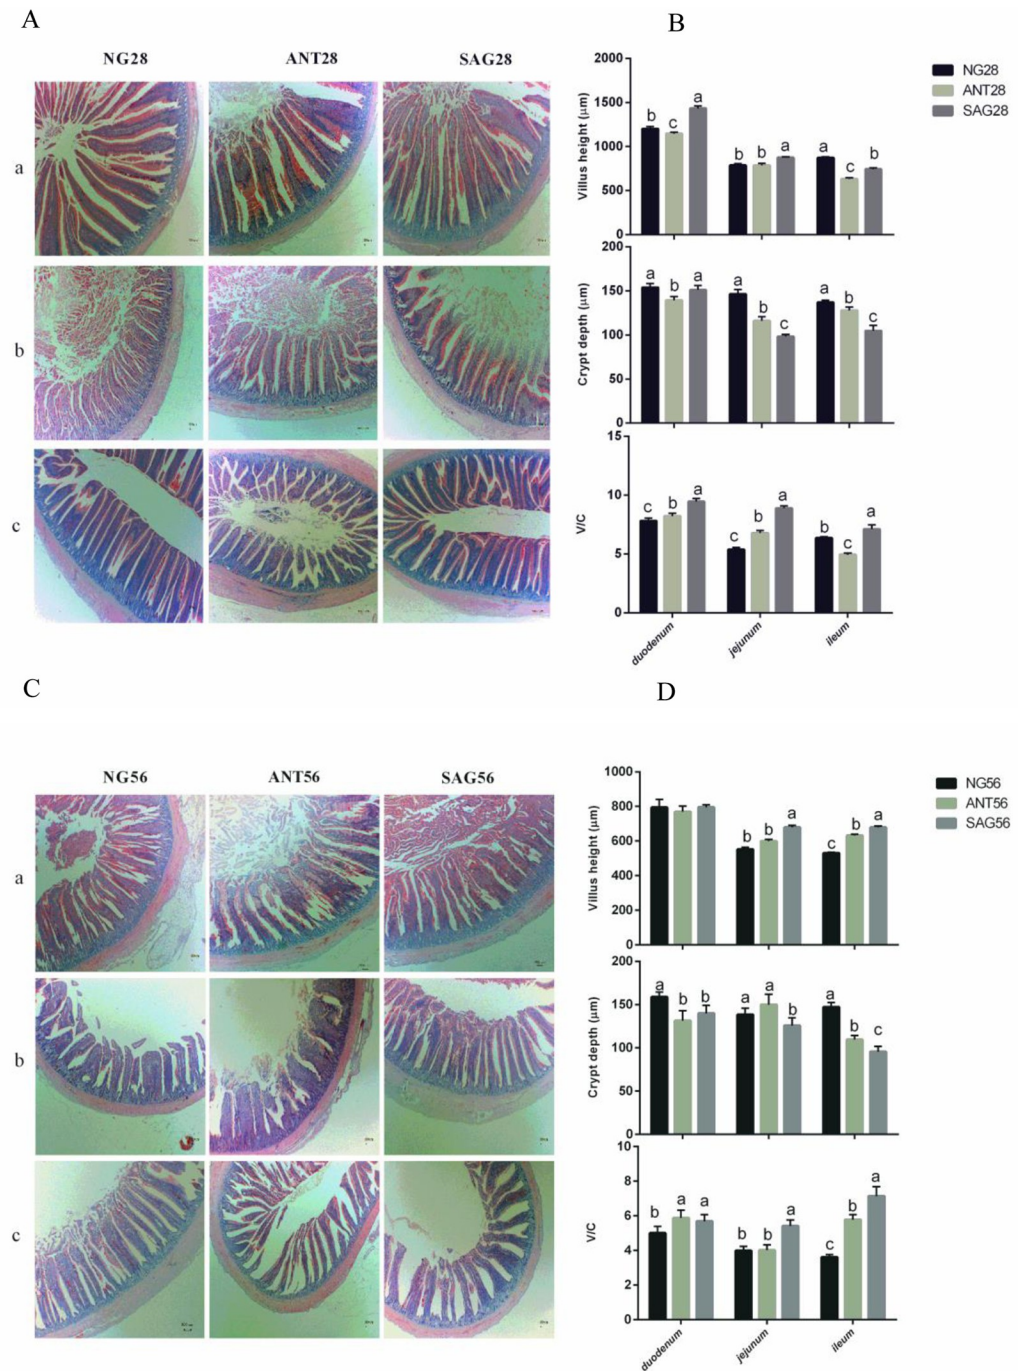 A
B
NG28 ANT28 SAG28
a
b
c
NG28
ANT28
SAG28
2000
1500
1000
500
0
Villus height (μm)
b c a b b a a c b
200
150
100
50
0
Crypt depth (μm)
a b a a b c a b c
15
10
5
0
V/C
c b a c b a b c a
duodenum jejunum ileum
C
D
NG56 ANT56 SAG56
a
b
c
NG56
ANT56
SAG56
1000
800
600
400
200
0
Villus height (μm)
b b a c b a
200
150
100
50
0
Crypt depth (μm)
a b b a a b a b c
8
6
4
2
0
V/C
b a a b b a c b a
duodenum jejunum ileum